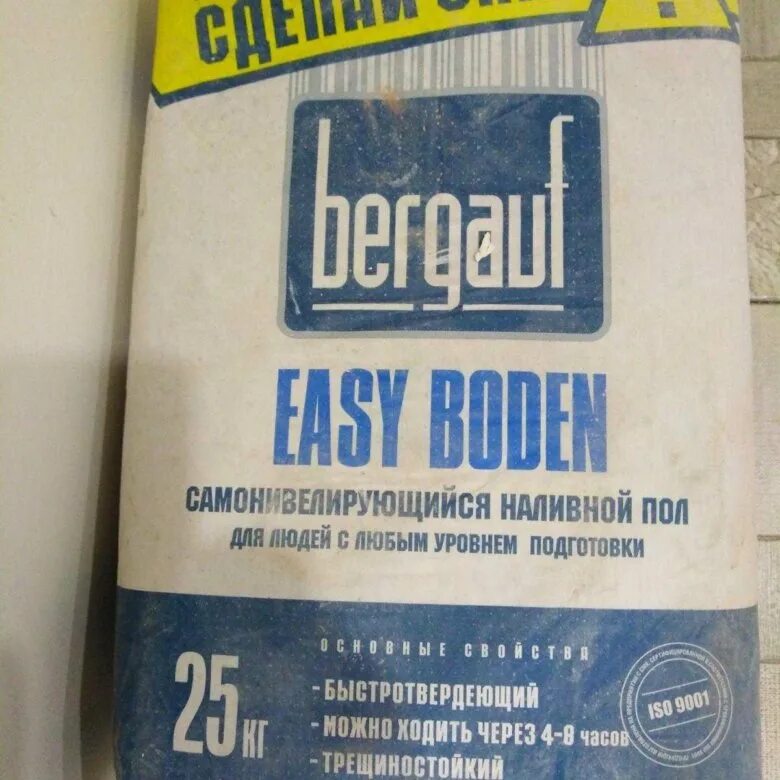 СДЕЛАЙ
bergauf
EASY BODEN
САМОНИВЕЛИРУЮЩИЙСЯ НАЛИВНОЙ ПОЛ
ДЛЯ ЛЮДЕЙ С ЛЮБЫМ УРОВНЕМ ПОДГОТОВКИ
ОСНОВНЫЕ СВОЙСТВА
25 КГ
- БЫСТРОТВЕРДЕЮЩИЙ
- МОЖНО ХОДИТЬ ЧЕРЕЗ 4-8 часов
- ТРЕЩИНОСТОЙКИЙ
ISO 9001